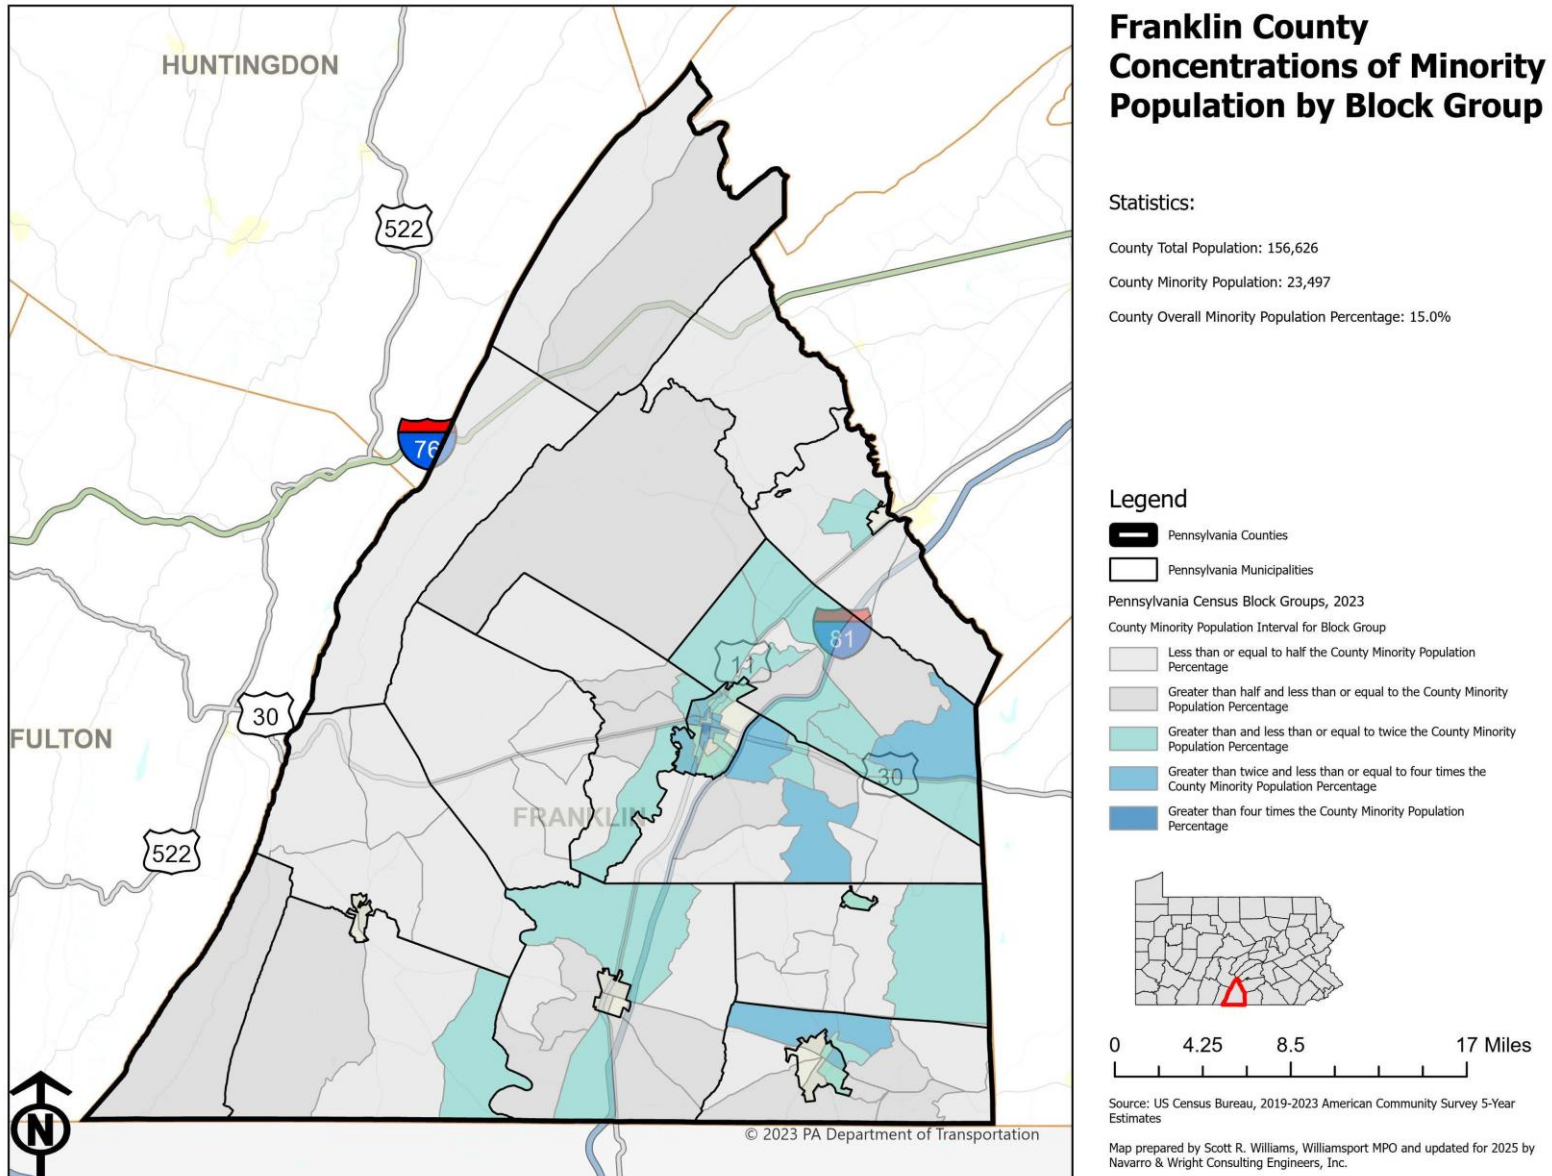 HUNTINGDON
522
76
30
FULTON
522
11
81
30
FRANKLIN
N
© 2023 PA Department of Transportation
Franklin County
Concentrations of Minority
Population by Block Group
Statistics:
County Total Population: 156,626
County Minority Population: 23,497
County Overall Minority Population Percentage: 15.0%
Legend
Pennsylvania Counties
Pennsylvania Municipalities
Pennsylvania Census Block Groups, 2023
County Minority Population Interval for Block Group
Less than or equal to half the County Minority Population
Percentage
Greater than half and less than or equal to the County Minority
Population Percentage
Greater than and less than or equal to twice the County Minority
Population Percentage
Greater than twice and less than or equal to four times the
County Minority Population Percentage
Greater than four times the County Minority Population
Percentage
0 4.25 8.5 17 Miles
Source: US Census Bureau, 2019-2023 American Community Survey 5-Year
Estimates
Map prepared by Scott R. Williams, Williamsport MPO and updated for 2025 by
Navarro & Wright Consulting Engineers, Inc.